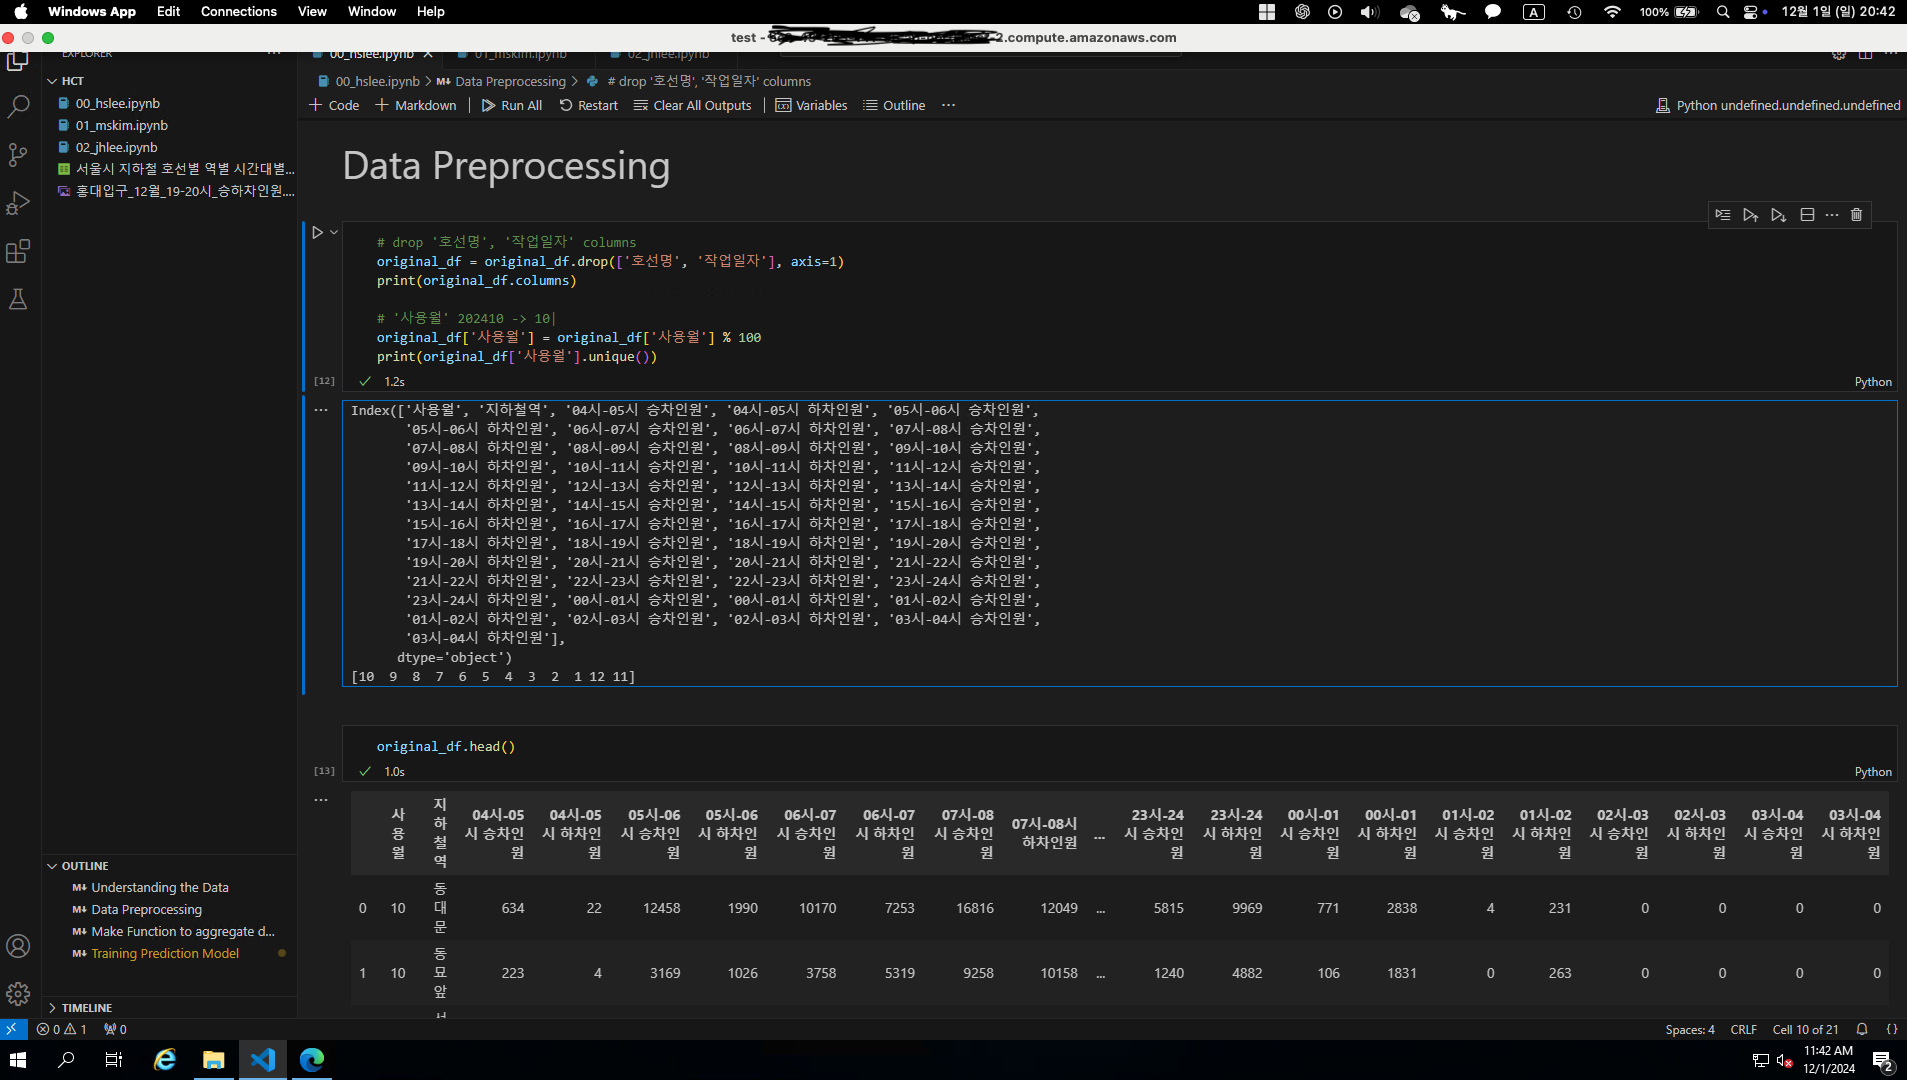 Windows App Edit Connections View Window Help
A 100% 12월 1일 (일) 20:42
test - 2.compute.amazonaws.com
EXPLORER
HCT
00_hslee.ipynb
01_mskim.ipynb
02_jhlee.ipynb
서울시 지하철 호선별 역별 시간대별...
홍대입구_12월_19-20시_승하차인원....
OUTLINE
Understanding the Data
Data Preprocessing
Make Function to aggregate d...
Training Prediction Model
TIMELINE
00_hslee.ipynb 01_mskim.ipynb 02_jhlee.ipynb
00_hslee.ipynb > Data Preprocessing > # drop '호선명', '작업일자' columns
+ Code + Markdown | Run All Restart Clear All Outputs | Variables Outline ...
Python undefined.undefined.undefined
Data Preprocessing
# drop '호선명', '작업일자' columns
original_df = original_df.drop(['호선명', '작업일자'], axis=1)
print(original_df.columns)
# '사용월' 202410 -> 10
original_df['사용월'] = original_df['사용월'] % 100
print(original_df['사용월'].unique())
[12] 1.2s Python
Index(['사용월', '지하철역', '04시-05시 승차인원', '04시-05시 하차인원', '05시-06시 승차인원',
'05시-06시 하차인원', '06시-07시 승차인원', '06시-07시 하차인원', '07시-08시 승차인원',
'07시-08시 하차인원', '08시-09시 승차인원', '08시-09시 하차인원', '09시-10시 승차인원',
'09시-10시 하차인원', '10시-11시 승차인원', '10시-11시 하차인원', '11시-12시 승차인원',
'11시-12시 하차인원', '12시-13시 승차인원', '12시-13시 하차인원', '13시-14시 승차인원',
'13시-14시 하차인원', '14시-15시 승차인원', '14시-15시 하차인원', '15시-16시 승차인원',
'15시-16시 하차인원', '16시-17시 승차인원', '16시-17시 하차인원', '17시-18시 승차인원',
'17시-18시 하차인원', '18시-19시 승차인원', '18시-19시 하차인원', '19시-20시 승차인원',
'19시-20시 하차인원', '20시-21시 승차인원', '20시-21시 하차인원', '21시-22시 승차인원',
'21시-22시 하차인원', '22시-23시 승차인원', '22시-23시 하차인원', '23시-24시 승차인원',
'23시-24시 하차인원', '00시-01시 승차인원', '00시-01시 하차인원', '01시-02시 승차인원',
'01시-02시 하차인원', '02시-03시 승차인원', '02시-03시 하차인원', '03시-04시 승차인원',
'03시-04시 하차인원'],
dtype='object')
[10 9 8 7 6 5 4 3 2 1 12 11]
original_df.head()
[13] 1.0s Python
사용월 지하철역 04시-05시 승차인원 04시-05시 하차인원 05시-06시 승차인원 05시-06시 하차인원 06시-07시 승차인원 06시-07시 하차인원 07시-08시 승차인원 07시-08시 하차인원 ... 23시-24시 승차인원 23시-24시 하차인원 00시-01시 승차인원 00시-01시 하차인원 01시-02시 승차인원 01시-02시 하차인원 02시-03시 승차인원 02시-03시 하차인원 03시-04시 승차인원 03시-04시 하차인원
0 10 동대문 634 22 12458 1990 10170 7253 16816 12049 ... 5815 9969 771 2838 4 231 0 0 0 0
1 10 동묘앞 223 4 3169 1026 3758 5319 9258 10158 ... 1240 4882 106 1831 0 263 0 0 0 0
0 1 0
Spaces: 4 CRLF Cell 10 of 21 {}
11:42 AM
12/1/2024
2